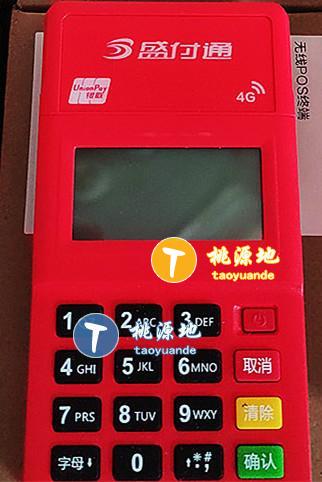 盛付通
UnionPay
银联
4G
无线POS终端
T 桃源地
taoyuande
1 2 ABC 3 DEF
T 桃源地
taoyuande
4 GHI 5 JKL 6 MNO 取消
7 PRS 8 TUV 9 WXY 清除
字母 0 .*# , 确认